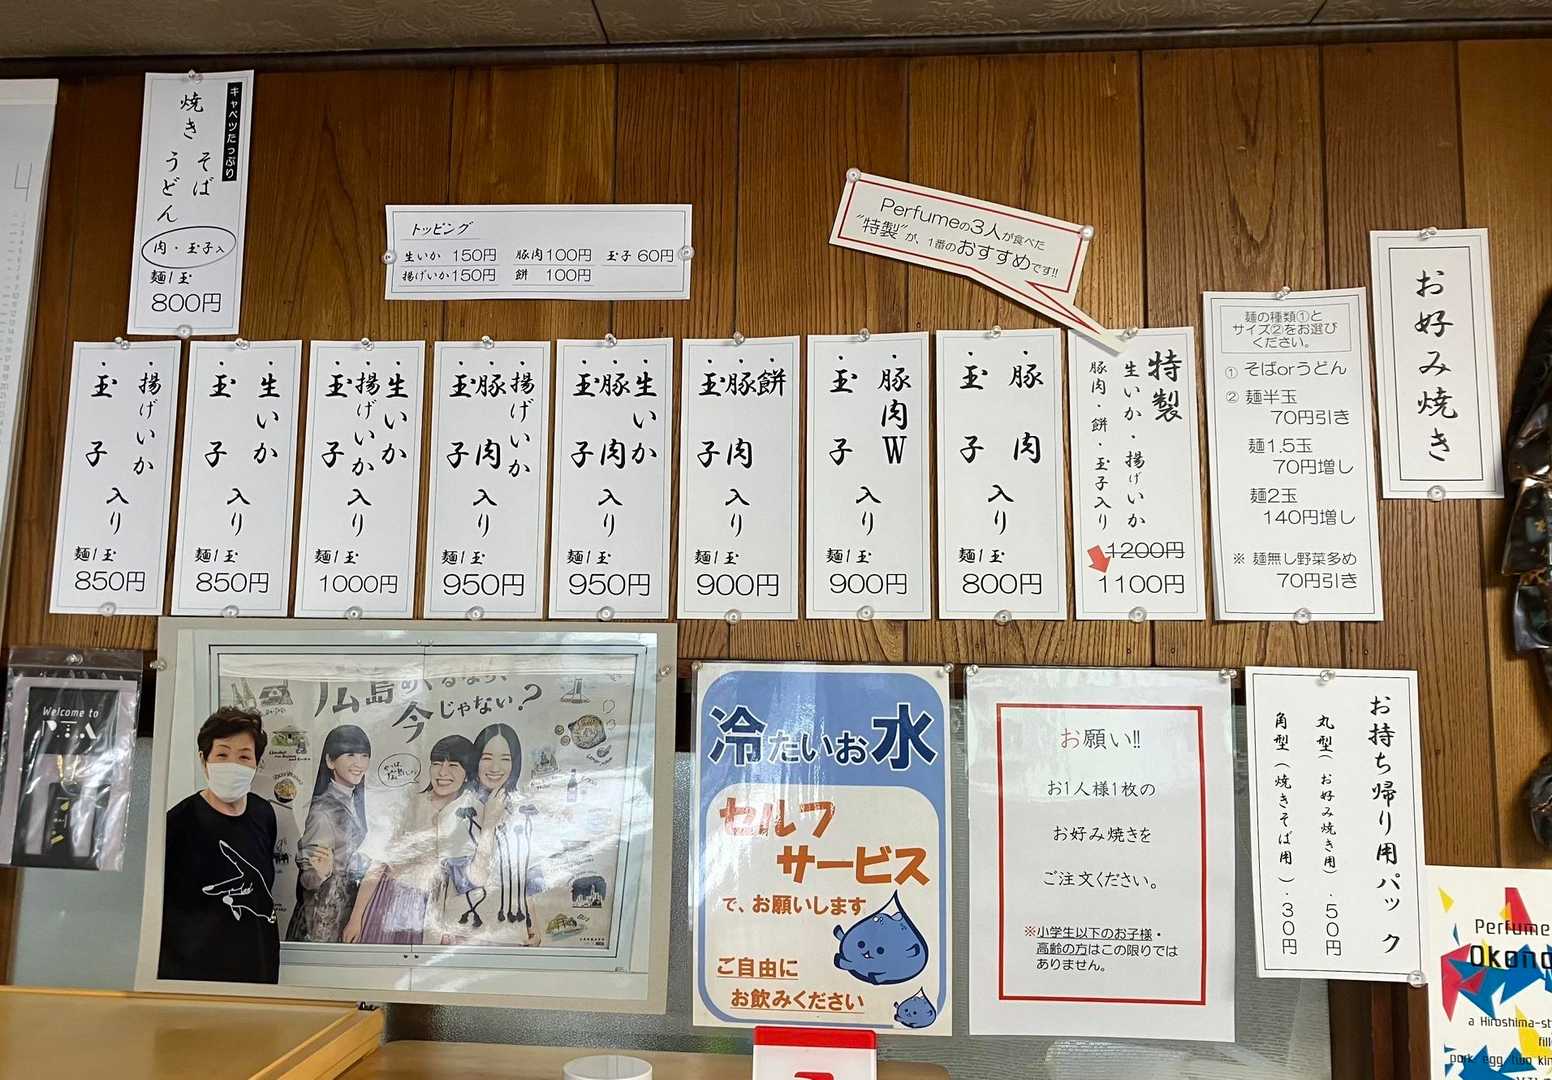 お好み焼き
麺の種類①と
サイズ②をお選び
ください。
① そばorうどん
② 麺半玉
70円引き
麺1.5玉
70円増し
麺2玉
140円増し
※ 麺無し野菜多め
70円引き
Perfumeの3人が食べた
"特製"が、1番のおすすめです!!
特製
生いか・揚げいか
豚肉・餅・玉子入り
1200円
1100円
・豚肉
・玉子
入り
麺1玉
800円
・豚肉W
・玉子
入り
麺1玉
900円
・餅
・豚肉
・玉子
入り
麺1玉
900円
・生いか
・豚肉
・玉子
入り
麺1玉
950円
・揚げいか
・豚肉
・玉子
入り
麺1玉
950円
・生いか
・揚げいか
・玉子
入り
麺1玉
1000円
・生いか
・玉子
入り
麺1玉
850円
・揚げいか
・玉子
入り
麺1玉
850円
トッピング
生いか 150円 豚肉100円 玉子 60円
揚げいか150円 餅 100円
キャベツたっぷり
焼き
そば
うどん
肉・玉子入
麺1玉
800円
4
Welcome to
広島めぐるなら、
今じゃない?
冷たいお水
セルフ
サービス
で、お願いします
ご自由に
お飲みください
お願い!!
お1人様1枚の
お好み焼きを
ご注文ください。
※小学生以下のお子様・
高齢の方はこの限りでは
ありません。
お持ち帰り用パック
丸型(お好み焼き用)・50円
角型(焼きそば用)・30円
Perfume
Okono
a Hiroshima-st
fille
pork, egg, two kin